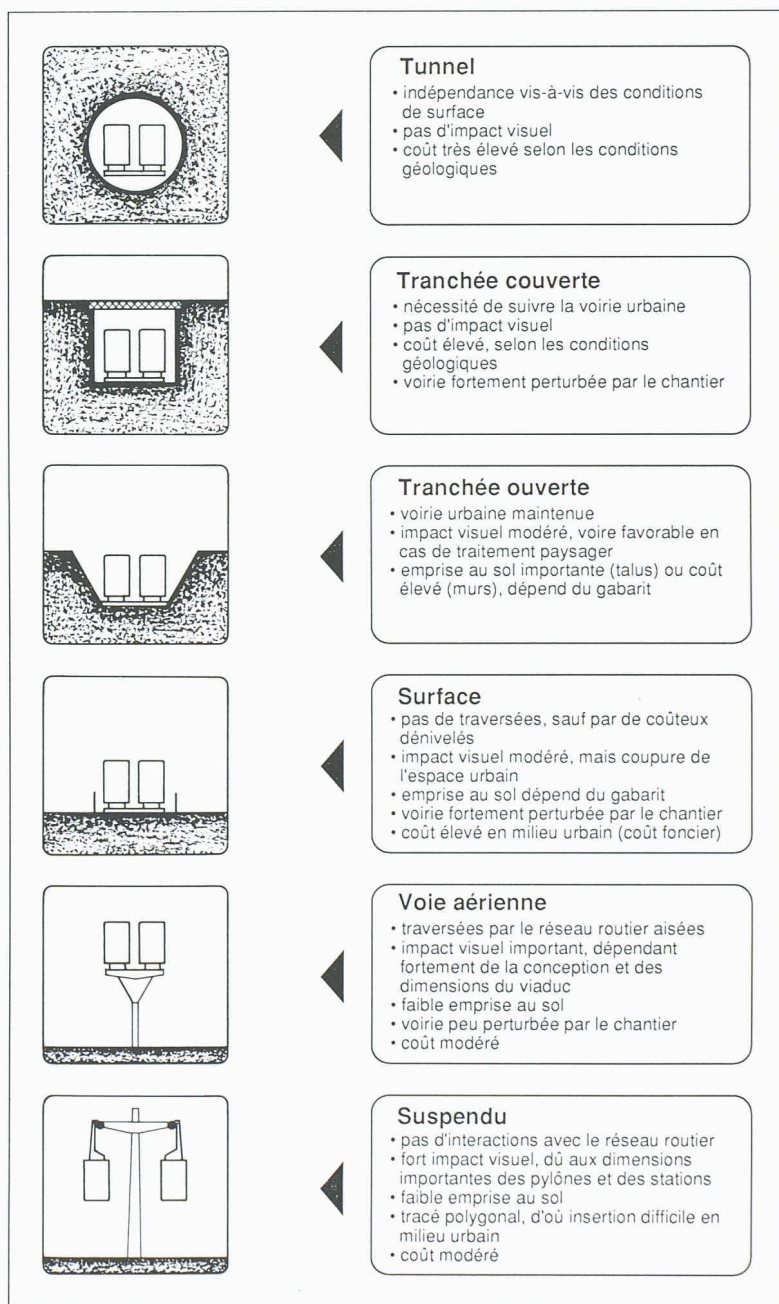 Tunnel
• indépendance vis-à-vis des conditions
de surface
• pas d'impact visuel
• coût très élevé selon les conditions
géologiques
Tranchée couverte
• nécessité de suivre la voirie urbaine
• pas d'impact visuel
• coût élevé, selon les conditions
géologiques
• voirie fortement perturbée par le chantier
Tranchée ouverte
• voirie urbaine maintenue
• impact visuel modéré, voire favorable en
cas de traitement paysager
• emprise au sol importante (talus) ou coût
élevé (murs), dépend du gabarit
Surface
• pas de traversées, sauf par de coûteux
dénivelés
• impact visuel modéré, mais coupure de
l'espace urbain
• emprise au sol dépend du gabarit
• voirie fortement perturbée par le chantier
• coût élevé en milieu urbain (coût foncier)
Voie aérienne
• traversées par le réseau routier aisées
• impact visuel important, dépendant
fortement de la conception et des
dimensions du viaduc
• faible emprise au sol
• voirie peu perturbée par le chantier
• coût modéré
Suspendu
• pas d'interactions avec le réseau routier
• fort impact visuel, dû aux dimensions
importantes des pylônes et des stations
• faible emprise au sol
• tracé polygonal, d'où insertion difficile en
milieu urbain
• coût modéré